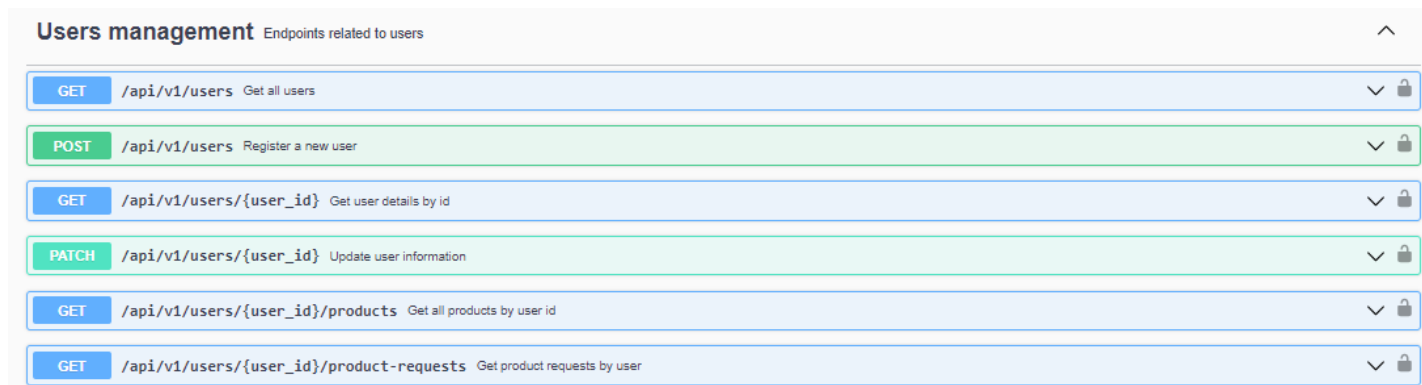 Users management Endpoints related to users
GET /api/v1/users Get all users
POST /api/v1/users Register a new user
GET /api/v1/users/{user_id} Get user details by id
PATCH /api/v1/users/{user_id} Update user information
GET /api/v1/users/{user_id}/products Get all products by user id
GET /api/v1/users/{user_id}/product-requests Get product requests by user